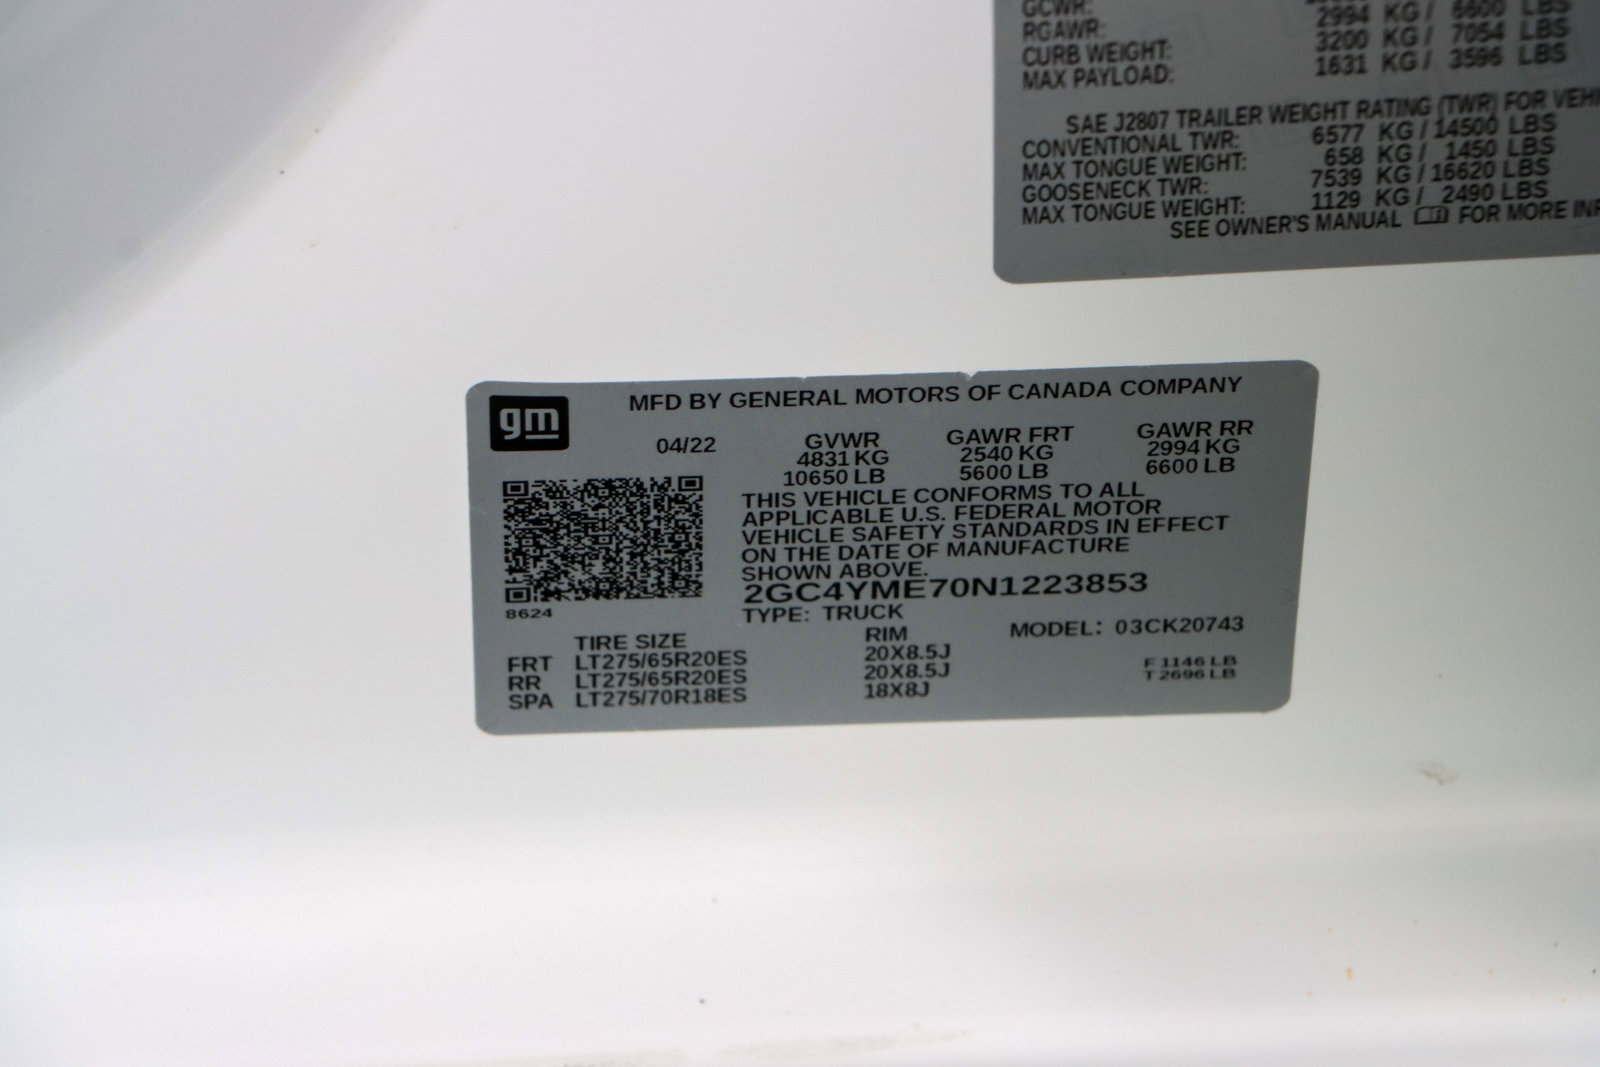 GCWR:
RGAWR: 2994 KG / 6600 LBS
CURB WEIGHT: 3200 KG / 7054 LBS
MAX PAYLOAD: 1631 KG / 3596 LBS
SAE J2807 TRAILER WEIGHT RATING (TWR) FOR
CONVENTIONAL TWR: 6577 KG / 14500 LBS
MAX TONGUE WEIGHT: 658 KG / 1450 LBS
GOOSENECK TWR: 7539 KG / 16620 LBS
MAX TONGUE WEIGHT: 1129 KG / 2490 LBS
SEE OWNER'S MANUAL FOR MORE
gm
MFD BY GENERAL MOTORS OF CANADA COMPANY
04/22 GVWR GAWR FRT GAWR RR
4831 KG 2540 KG 2994 KG
10650 LB 5600 LB 6600 LB
THIS VEHICLE CONFORMS TO ALL
APPLICABLE U.S. FEDERAL MOTOR
VEHICLE SAFETY STANDARDS IN EFFECT
ON THE DATE OF MANUFACTURE
SHOWN ABOVE.
2GC4YME70N1223853
8624
TYPE: TRUCK
MODEL: 03CK20743
TIRE SIZE RIM
FRT LT275/65R20ES 20X8.5J
RR LT275/65R20ES 20X8.5J
SPA LT275/70R18ES 18X8J
F 1146 LB
T 2696 LB